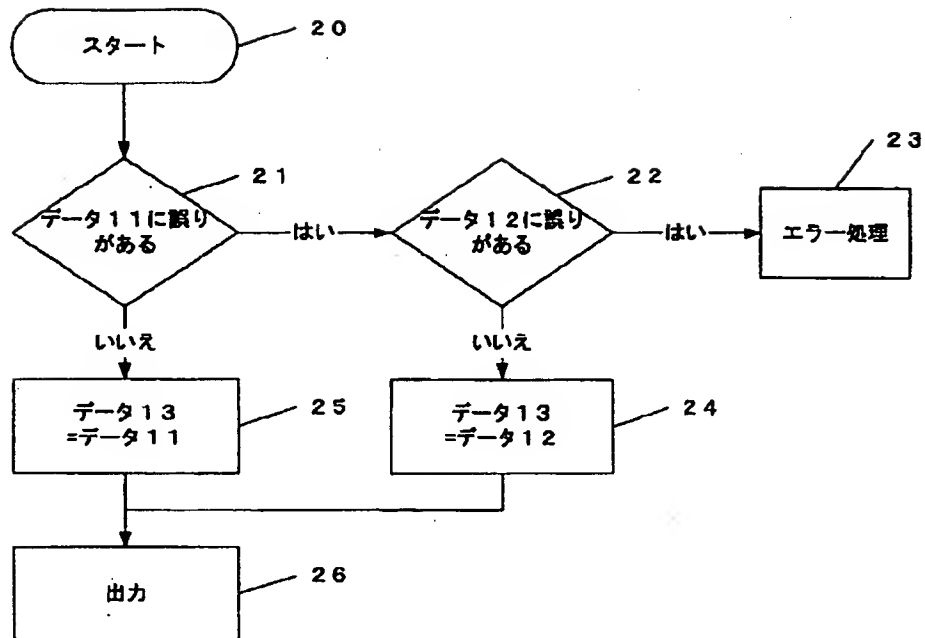 スタート
20
データ11に誤り
がある
21
はい
データ12に誤り
がある
22
はい
エラー処理
23
いいえ
いいえ
データ13
=データ11
25
データ13
=データ12
24
出力
26